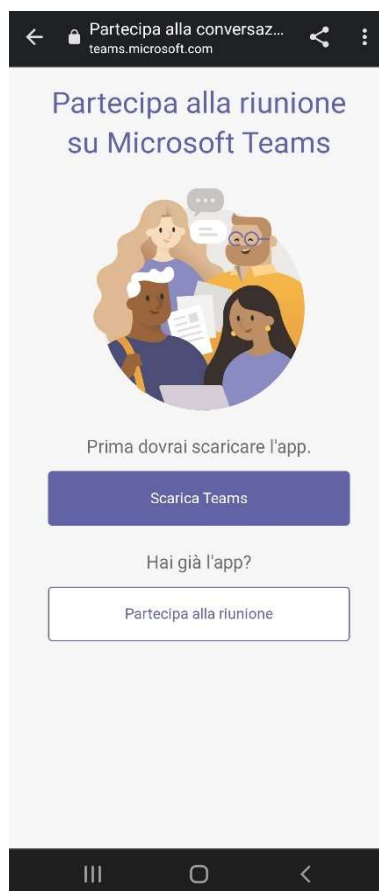 Partecipa alla conversaz...
teams.microsoft.com
Partecipa alla riunione
su Microsoft Teams
Prima dovrai scaricare l'app.
Scarica Teams
Hai già l'app?
Partecipa alla riunione